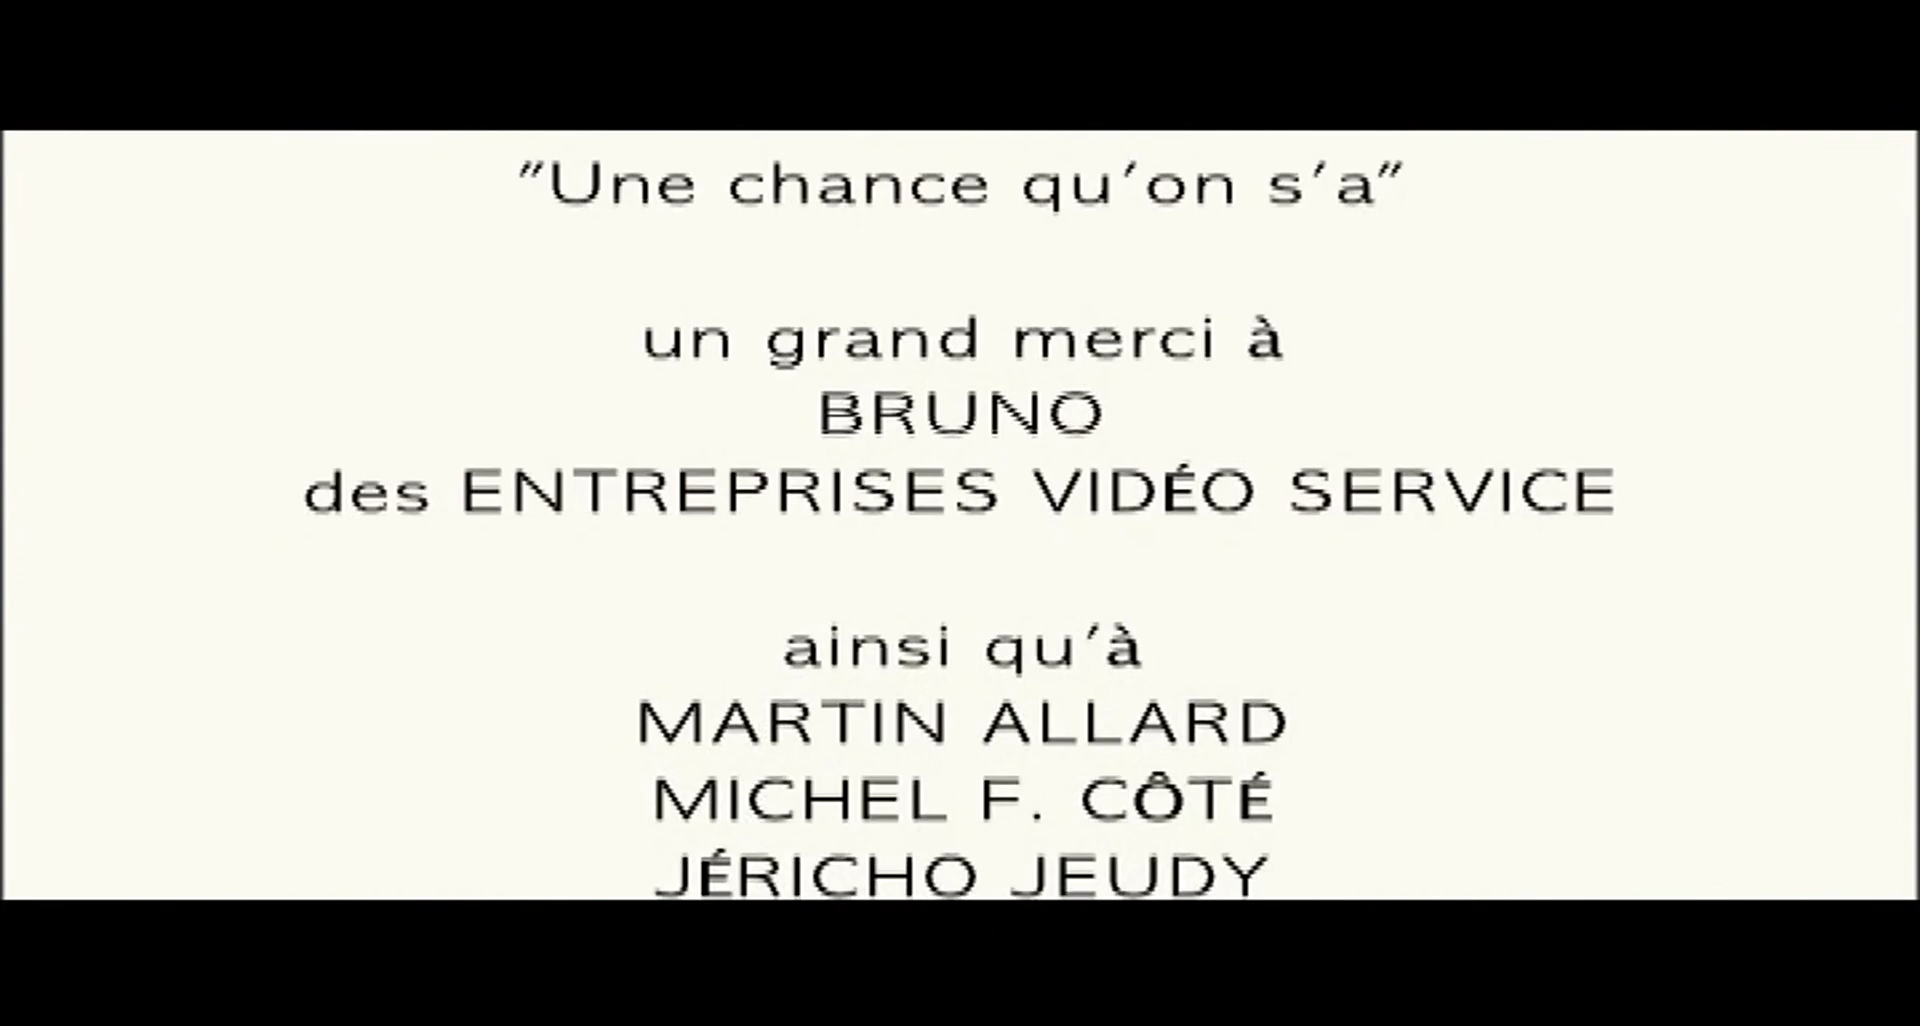 "Une chance qu'on s'a"
un grand merci à
BRUNO
des ENTREPRISES VIDÉO SERVICE
ainsi qu'à
MARTIN ALLARD
MICHEL F. CÔTÉ
JÉRICHO JEUDY